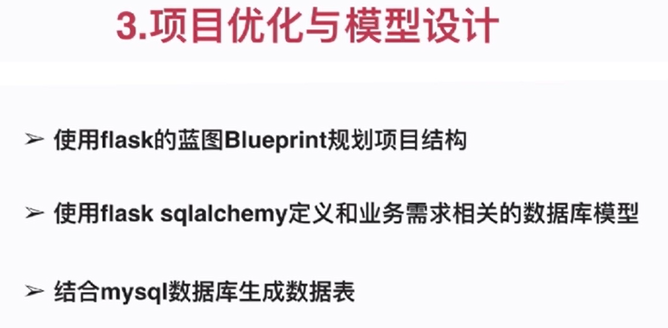 3.项目优化与模型设计
➢ 使用flask的蓝图Blueprint规划项目结构
➢ 使用flask sqlalchemy定义和业务需求相关的数据库模型
➢ 结合mysql数据库生成数据表